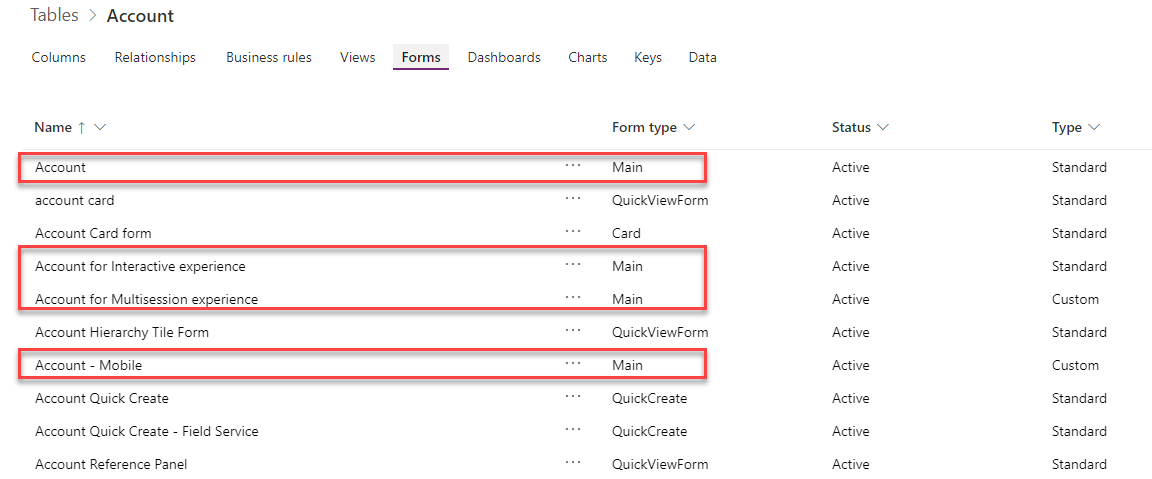 Tables > Account
Columns Relationships Business rules Views Forms Dashboards Charts Keys Data
Name ↑ Form type Status Type
Account ... Main Active Standard
account card ... QuickViewForm Active Standard
Account Card form ... Card Active Standard
Account for Interactive experience ... Main Active Standard
Account for Multisession experience ... Main Active Custom
Account Hierarchy Tile Form ... QuickViewForm Active Standard
Account - Mobile ... Main Active Custom
Account Quick Create ... QuickCreate Active Standard
Account Quick Create - Field Service ... QuickCreate Active Standard
Account Reference Panel ... QuickViewForm Active Standard